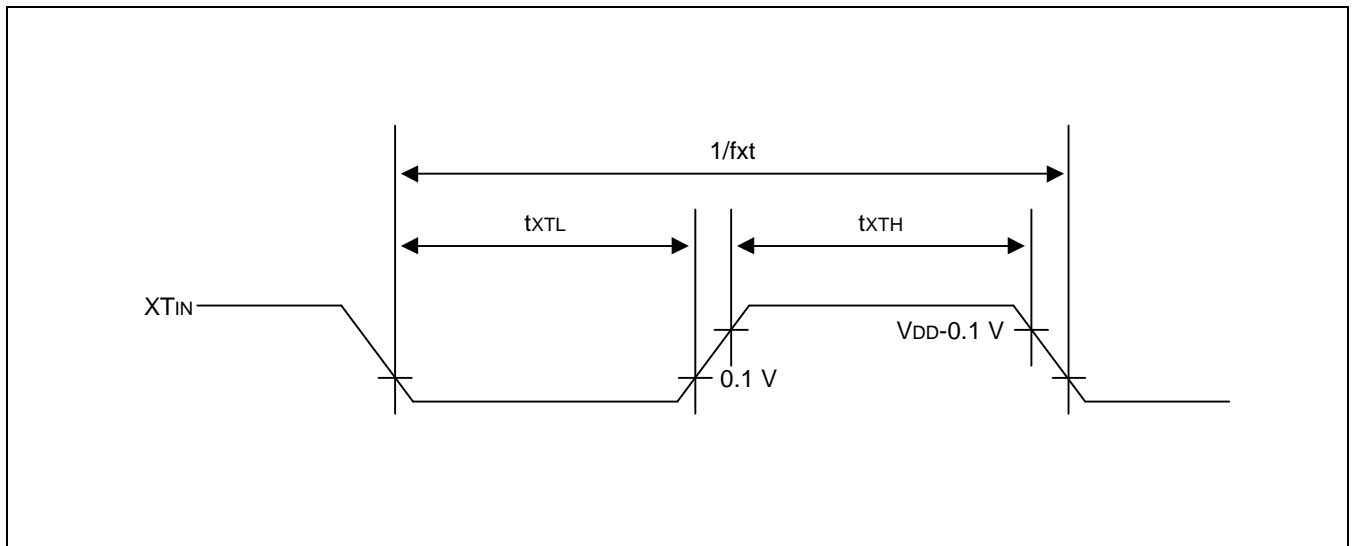 1/fxt
tXTL
tXTH
XTIN
VDD-0.1 V
0.1 V